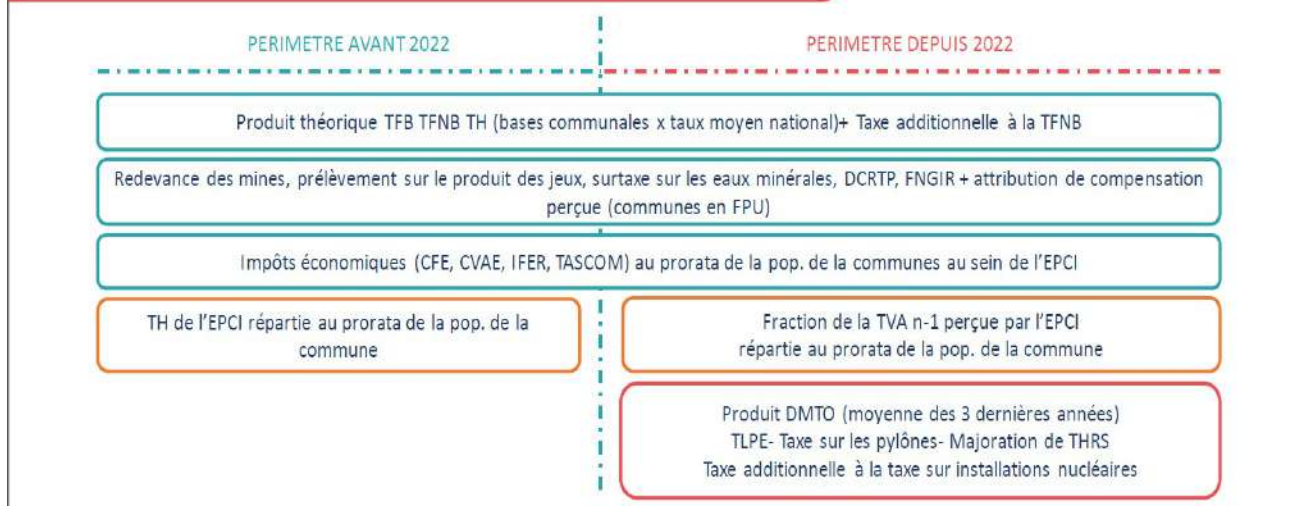 PERIMETRE AVANT 2022
PERIMETRE DEPUIS 2022
Produit théorique TFB TFNB TH (bases communales x taux moyen national)+ Taxe additionnelle à la TFNB
Redevance des mines, prélèvement sur le produit des jeux, surtaxe sur les eaux minérales, DCRTP, FNGIR + attribution de compensation
perçue (communes en FPU)
Impôts économiques (CFE, CVAE, IFER, TASCOM) au prorata de la pop. de la communes au sein de l'EPCI
TH de l'EPCI répartie au prorata de la pop. de la
commune
Fraction de la TVA n-1 perçue par l'EPCI
répartie au prorata de la pop. de la commune
Produit DMTO (moyenne des 3 dernières années)
TLPE- Taxe sur les pylônes- Majoration de THRS
Taxe additionnelle à la taxe sur installations nucléaires